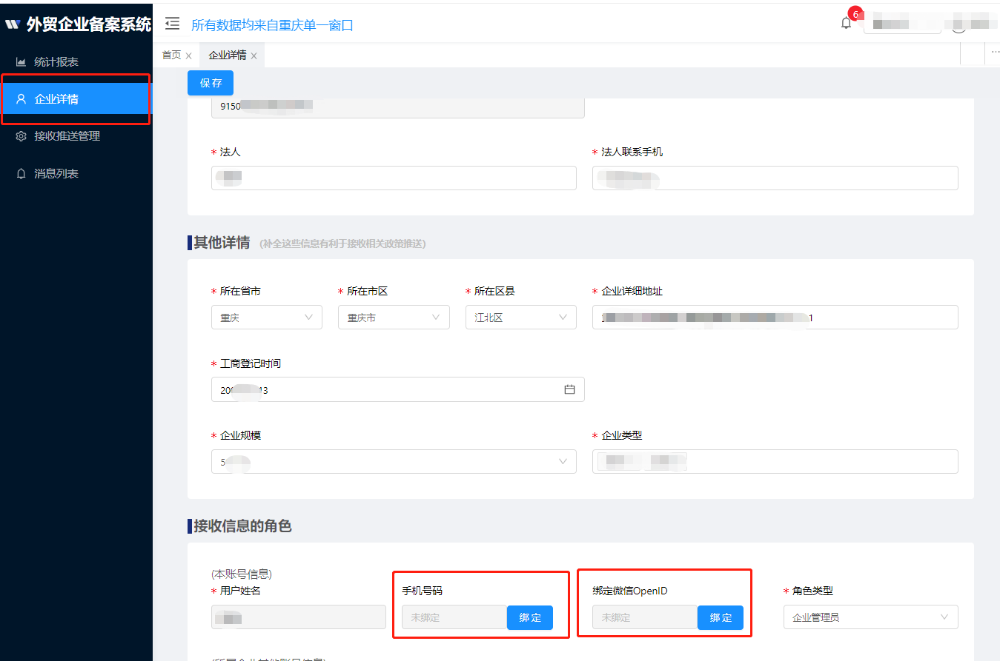 外贸企业备案系统
所有数据均来自重庆单一窗口
6
统计报表
企业详情
接收推送管理
消息列表
首页 ×
企业详情 ×
保存
9150
* 法人
* 法人联系手机
其他详情 (补全这些信息有利于接收相关政策推送)
* 所在省市
* 所在市区
* 所在区县
* 企业详细地址
重庆
重庆市
江北区
1
* 工商登记时间
20 13
* 企业规模
* 企业类型
5
接收信息的角色
(本账号信息)
* 用户姓名
手机号码
绑定微信OpenID
* 角色类型
未绑定 绑定
未绑定 绑定
企业管理员